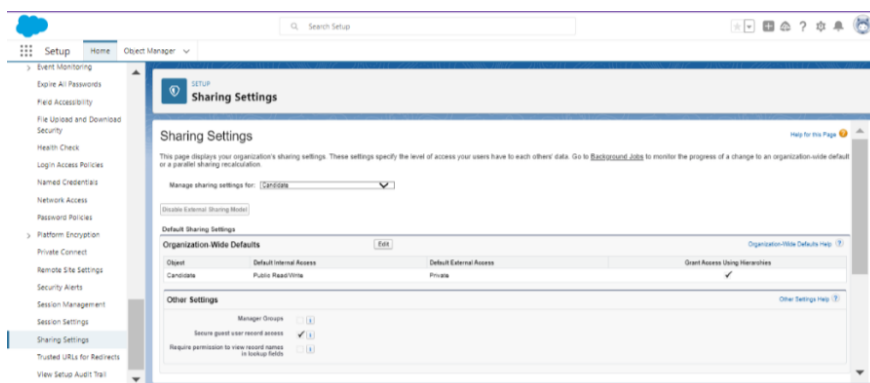 Search Setup
Setup
Home
Object Manager
Event Monitoring
Expire All Passwords
Field Accessibility
File Upload and Download
Security
Health Check
Login Access Policies
Named Credentials
Network Access
Password Policies
Platform Encryption
Private Connect
Remote Site Settings
Security Alerts
Session Management
Session Settings
Sharing Settings
Trusted URLs for Redirects
View Setup Audit Trail
SETUP
Sharing Settings
Sharing Settings
Help for this Page
This page displays your organization's sharing settings. These settings specify the level of access your users have to each others' data. Go to Background Jobs to monitor the progress of a change to an organization-wide default
or a parallel sharing recalculation.
Manage sharing settings for: Candidate
Disable External Sharing Model
Default Sharing Settings
Organization-Wide Defaults Edit Organization-Wide Defaults Help ?
Object Default Internal Access Default External Access Grant Access Using Hierarchies
Candidate Public Read/Write Private
Other Settings Other Settings Help ?
Manager Groups i
Secure guest user record access i
Require permission to view record names i
in lookup fields